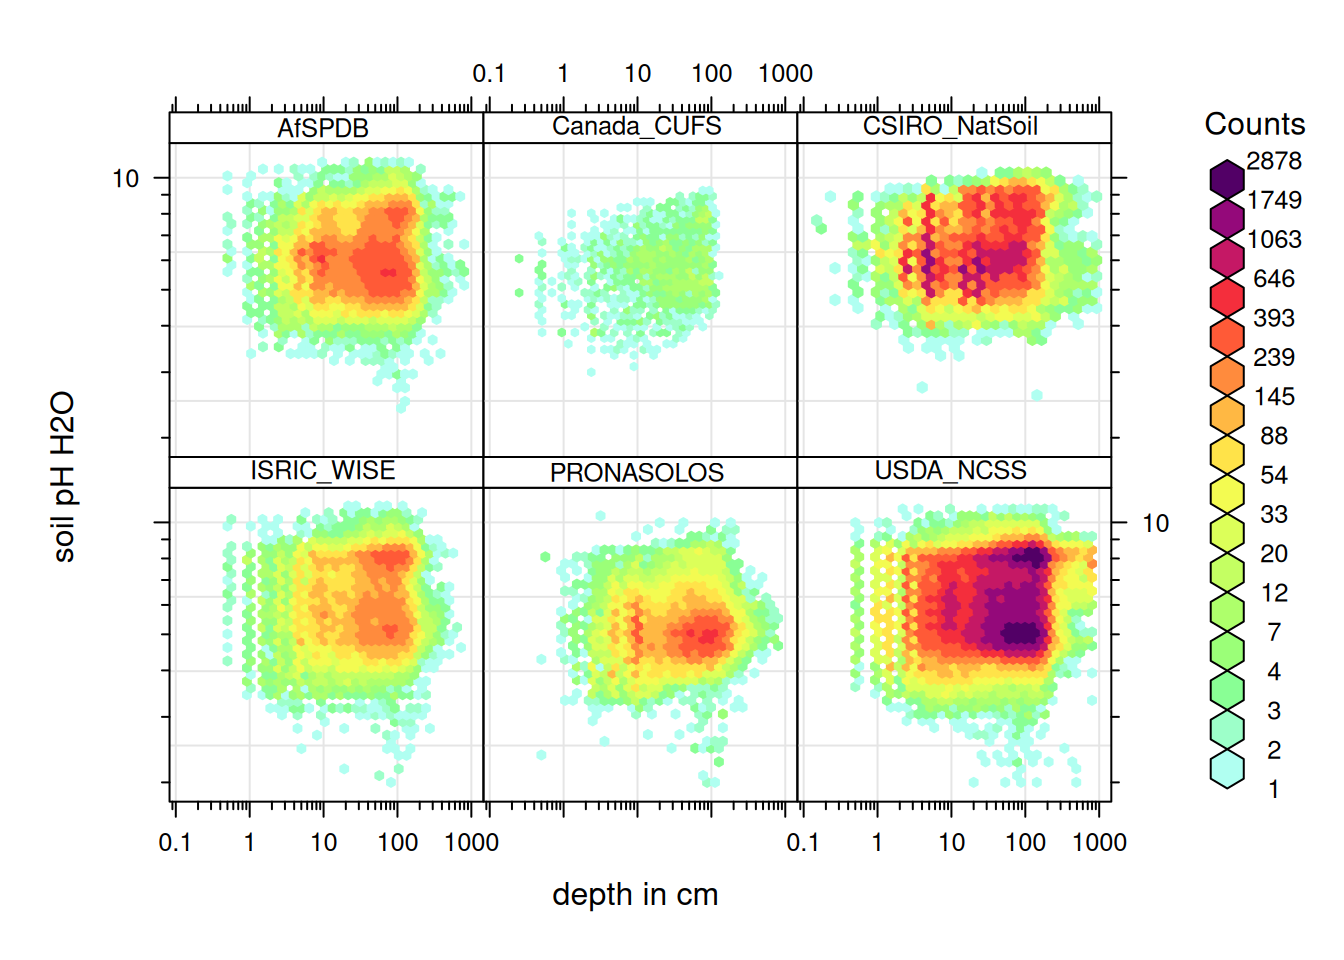 0.1 1 10 100 1000
Counts
AfSPDB Canada_CUFS CSIRO_NatSoil
10
2878
1749
1063
646
393
239
145
88
54
33
20
12
7
4
3
2
1
soil pH H2O
ISRIC_WISE PRONASOLOS USDA_NCSS
10
0.1 1 10 100 1000 0.1 1 10 100 1000
depth in cm